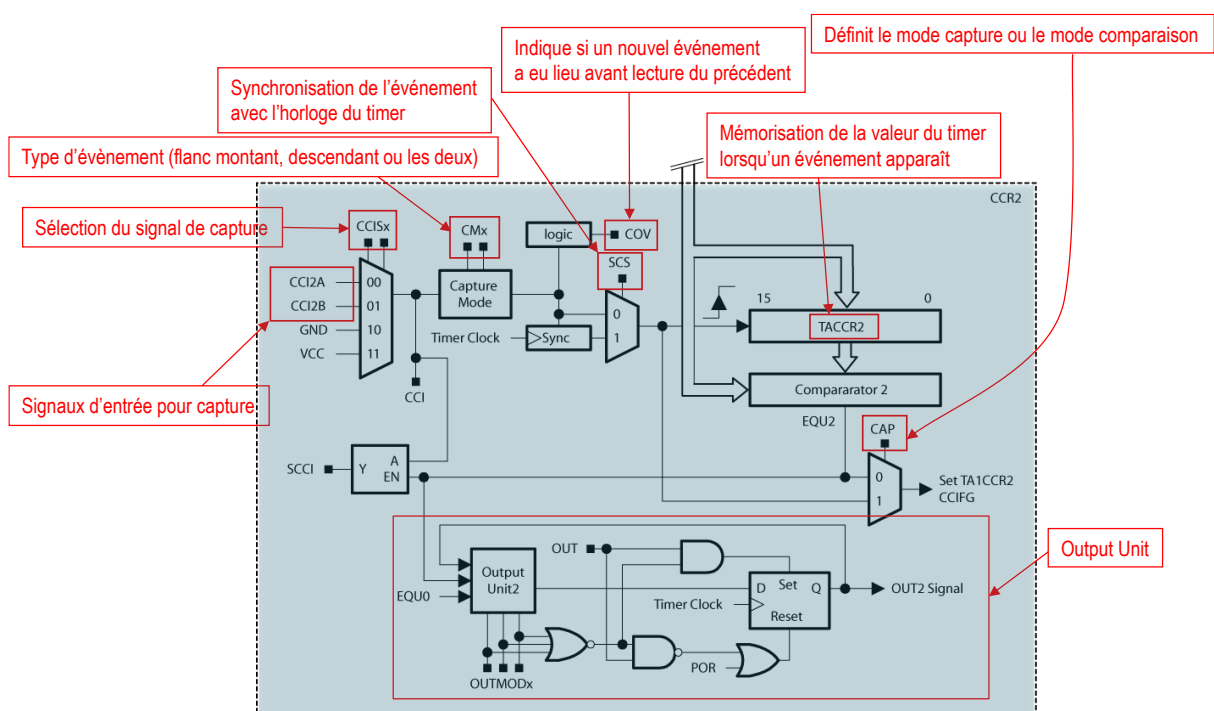 Définit le mode capture ou le mode comparaison
Indique si un nouvel événement
a eu lieu avant lecture du précédent
Synchronisation de l'événement
avec l'horloge du timer
Mémorisation de la valeur du timer
lorsqu'un événement apparaît
Type d'évènement (flanc montant, descendant ou les deux)
Sélection du signal de capture
Signaux d'entrée pour capture
Output Unit
CCR2
CCISx
CMx
logic
COV
SCS
CCI2A
CCI2B
GND
VCC
00
01
10
11
Capture
Mode
0
1
15
0
TACCR2
Timer Clock
Sync
CCI
Compararator 2
EQU2
CAP
SCCI
Y
A
EN
0
1
Set TA1CCR2
CCIFG
OUT
Output
Unit2
EQU0
D
Set
Q
OUT2 Signal
Timer Clock
Reset
POR
OUTMODx